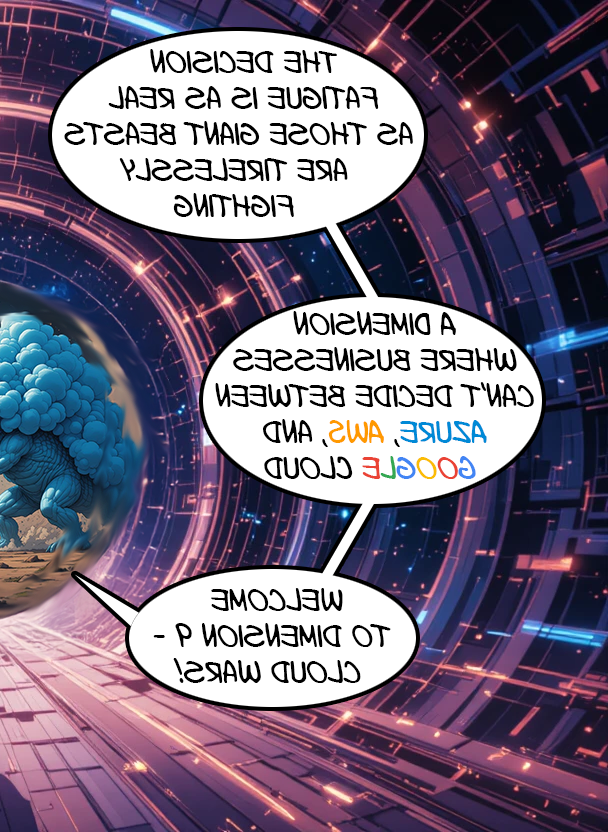 THE DECISION
FATIGUE IS AS REAL
AS THOSE GIANT BEASTS
ARE TIRELESSLY
FIGHTING
A DIMENSION
WHERE BUSINESSES
CAN'T DECIDE BETWEEN
AZURE, AWS, AND
GOOGLE CLOUD
WELCOME
TO DIMENSION 9 -
CLOUD WARS!